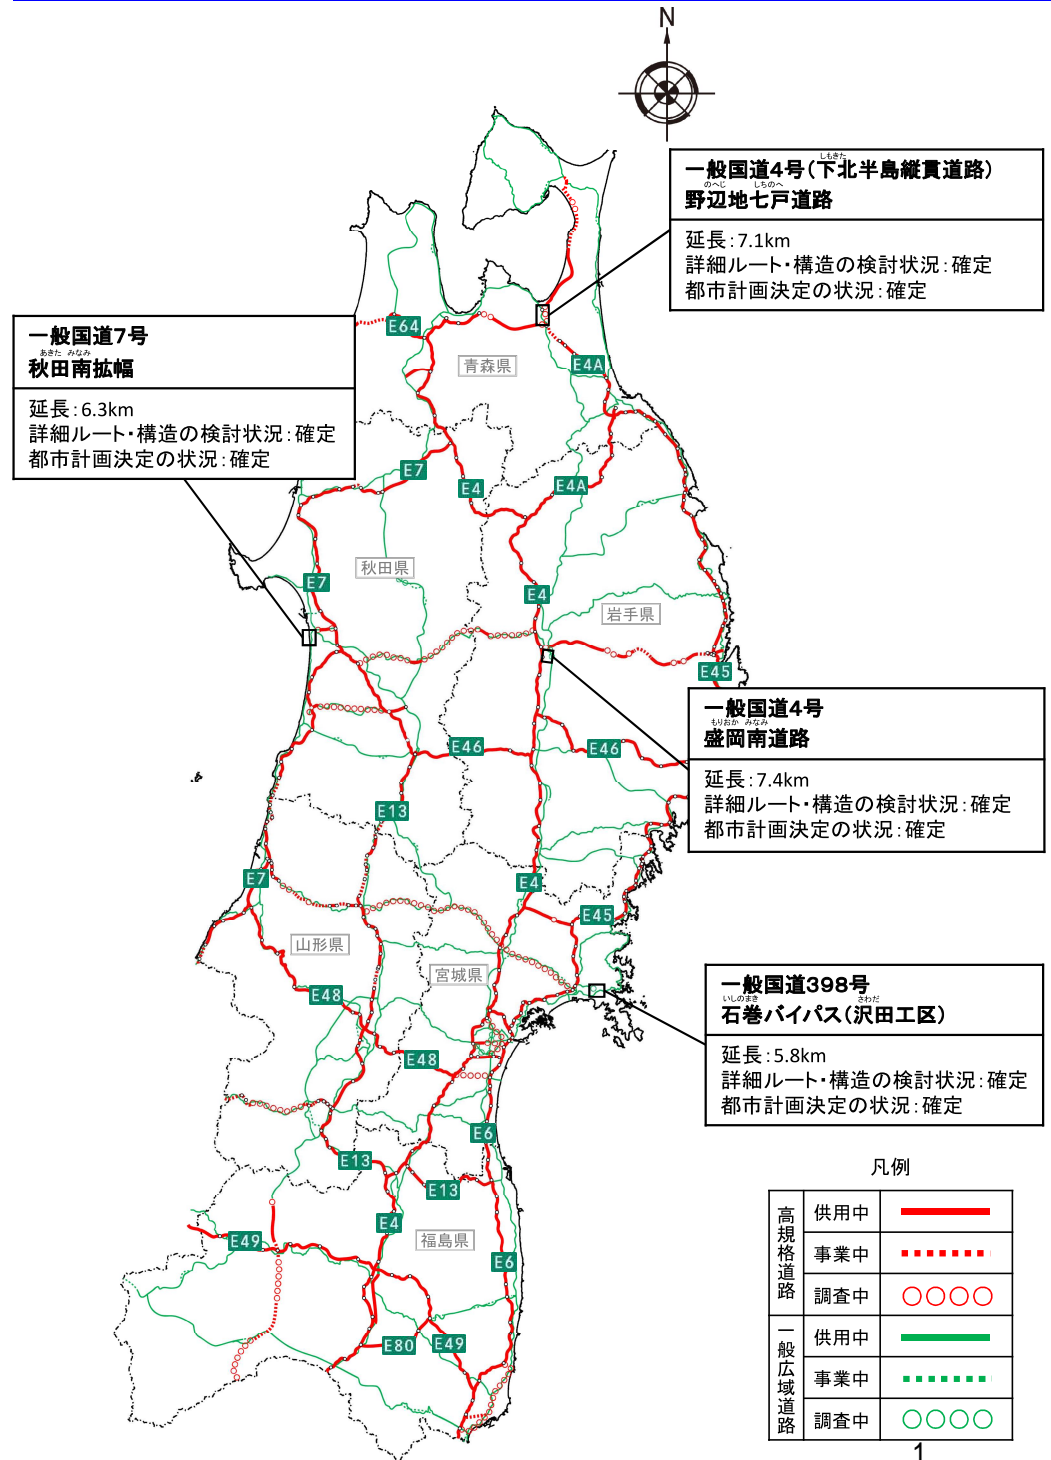 N
一般国道4号(下北半島縦貫道路)
しもきた
野辺地七戸道路
のへじ しちのへ
延長:7.1km
詳細ルート・構造の検討状況:確定
都市計画決定の状況:確定
一般国道7号
秋田南拡幅
あきた みなみ
延長:6.3km
詳細ルート・構造の検討状況:確定
都市計画決定の状況:確定
E64
青森県
E4A
E7
E4
E4A
秋田県
E7
E4
岩手県
E45
一般国道4号
盛岡南道路
もりおか みなみ
延長:7.4km
詳細ルート・構造の検討状況:確定
都市計画決定の状況:確定
E46
E46
E13
E7
E4
E45
山形県
宮城県
E48
E48
一般国道398号
石巻バイパス(沢田工区)
いしのまき さわだ
延長:5.8km
詳細ルート・構造の検討状況:確定
都市計画決定の状況:確定
E6
E13
E13
E4
福島県
E49
E6
E80
E49
凡例
高規格道路
供用中
事業中
調査中
一般広域道路
供用中
事業中
調査中
1